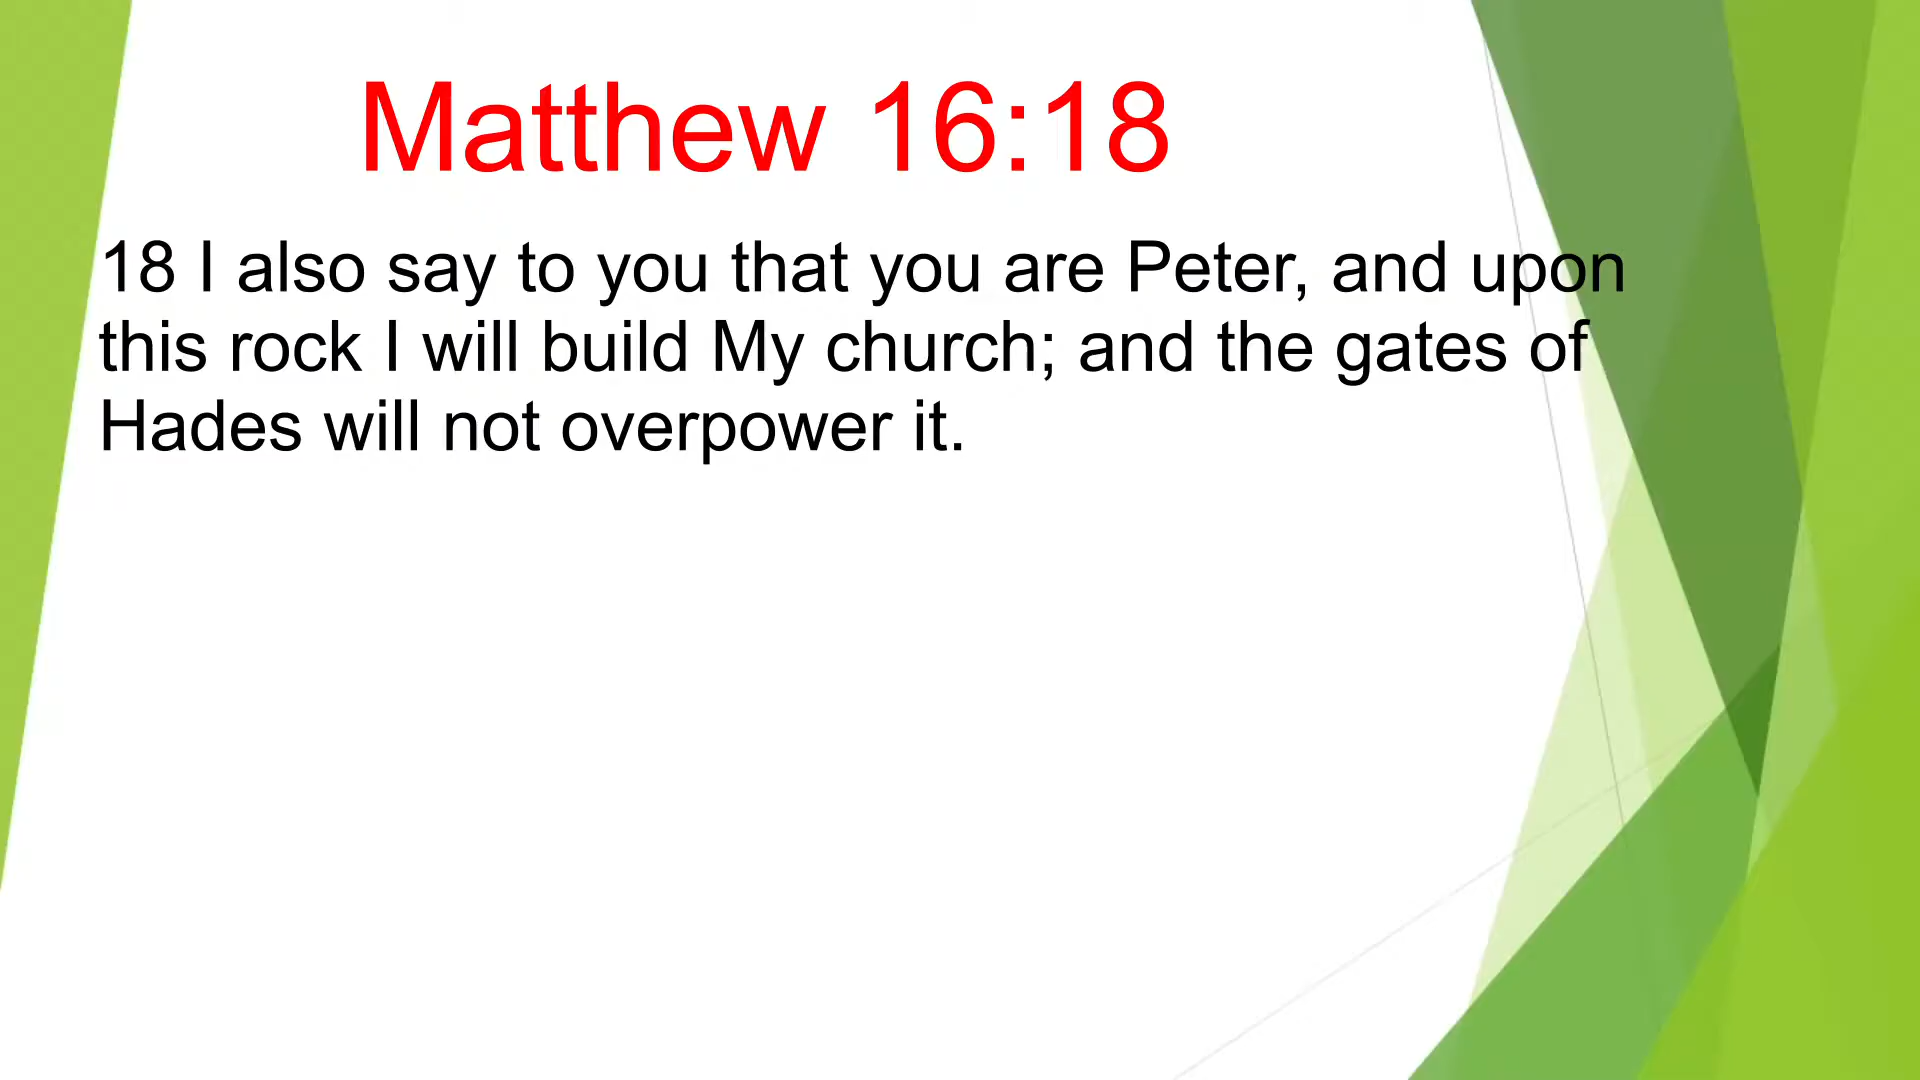 Matthew 16:18
18 I also say to you that you are Peter, and upon
this rock I will build My church; and the gates of
Hades will not overpower it.